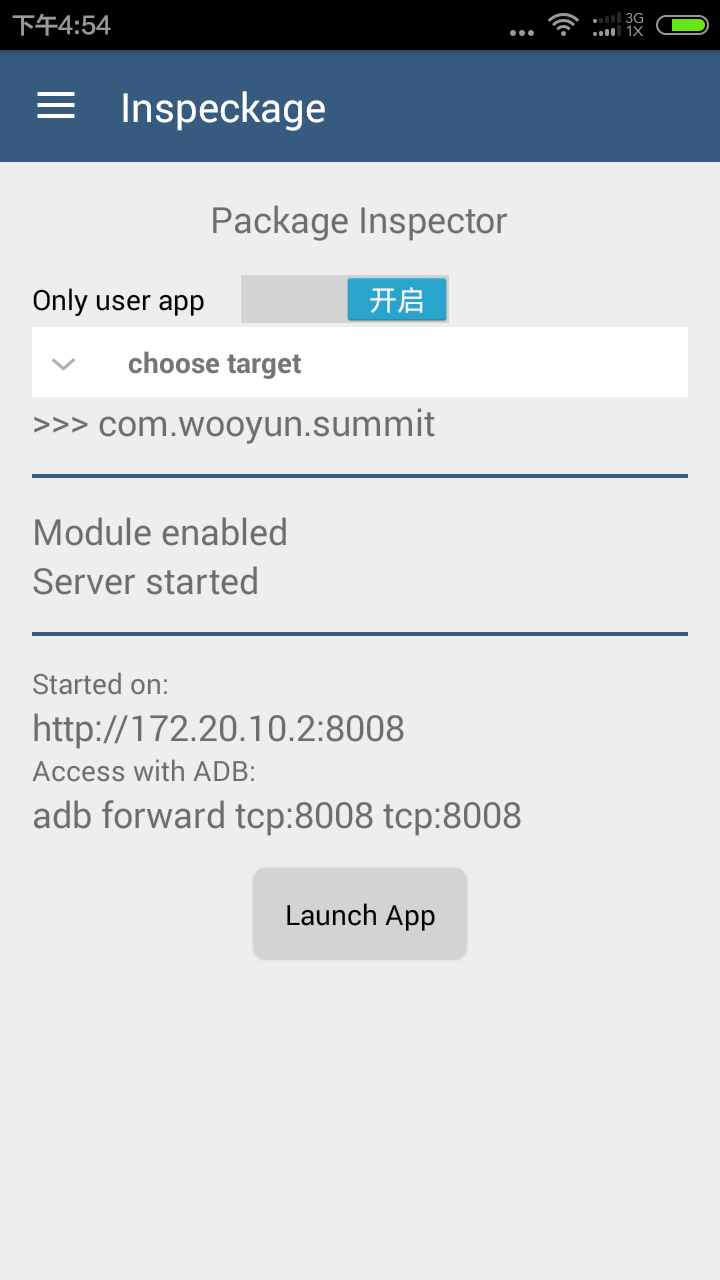 下午4:54
3G
1X
Inspeckage
Package Inspector
Only user app 开启
choose target
>>> com.wooyun.summit
Module enabled
Server started
Started on:
http://172.20.10.2:8008
Access with ADB:
adb forward tcp:8008 tcp:8008
Launch App